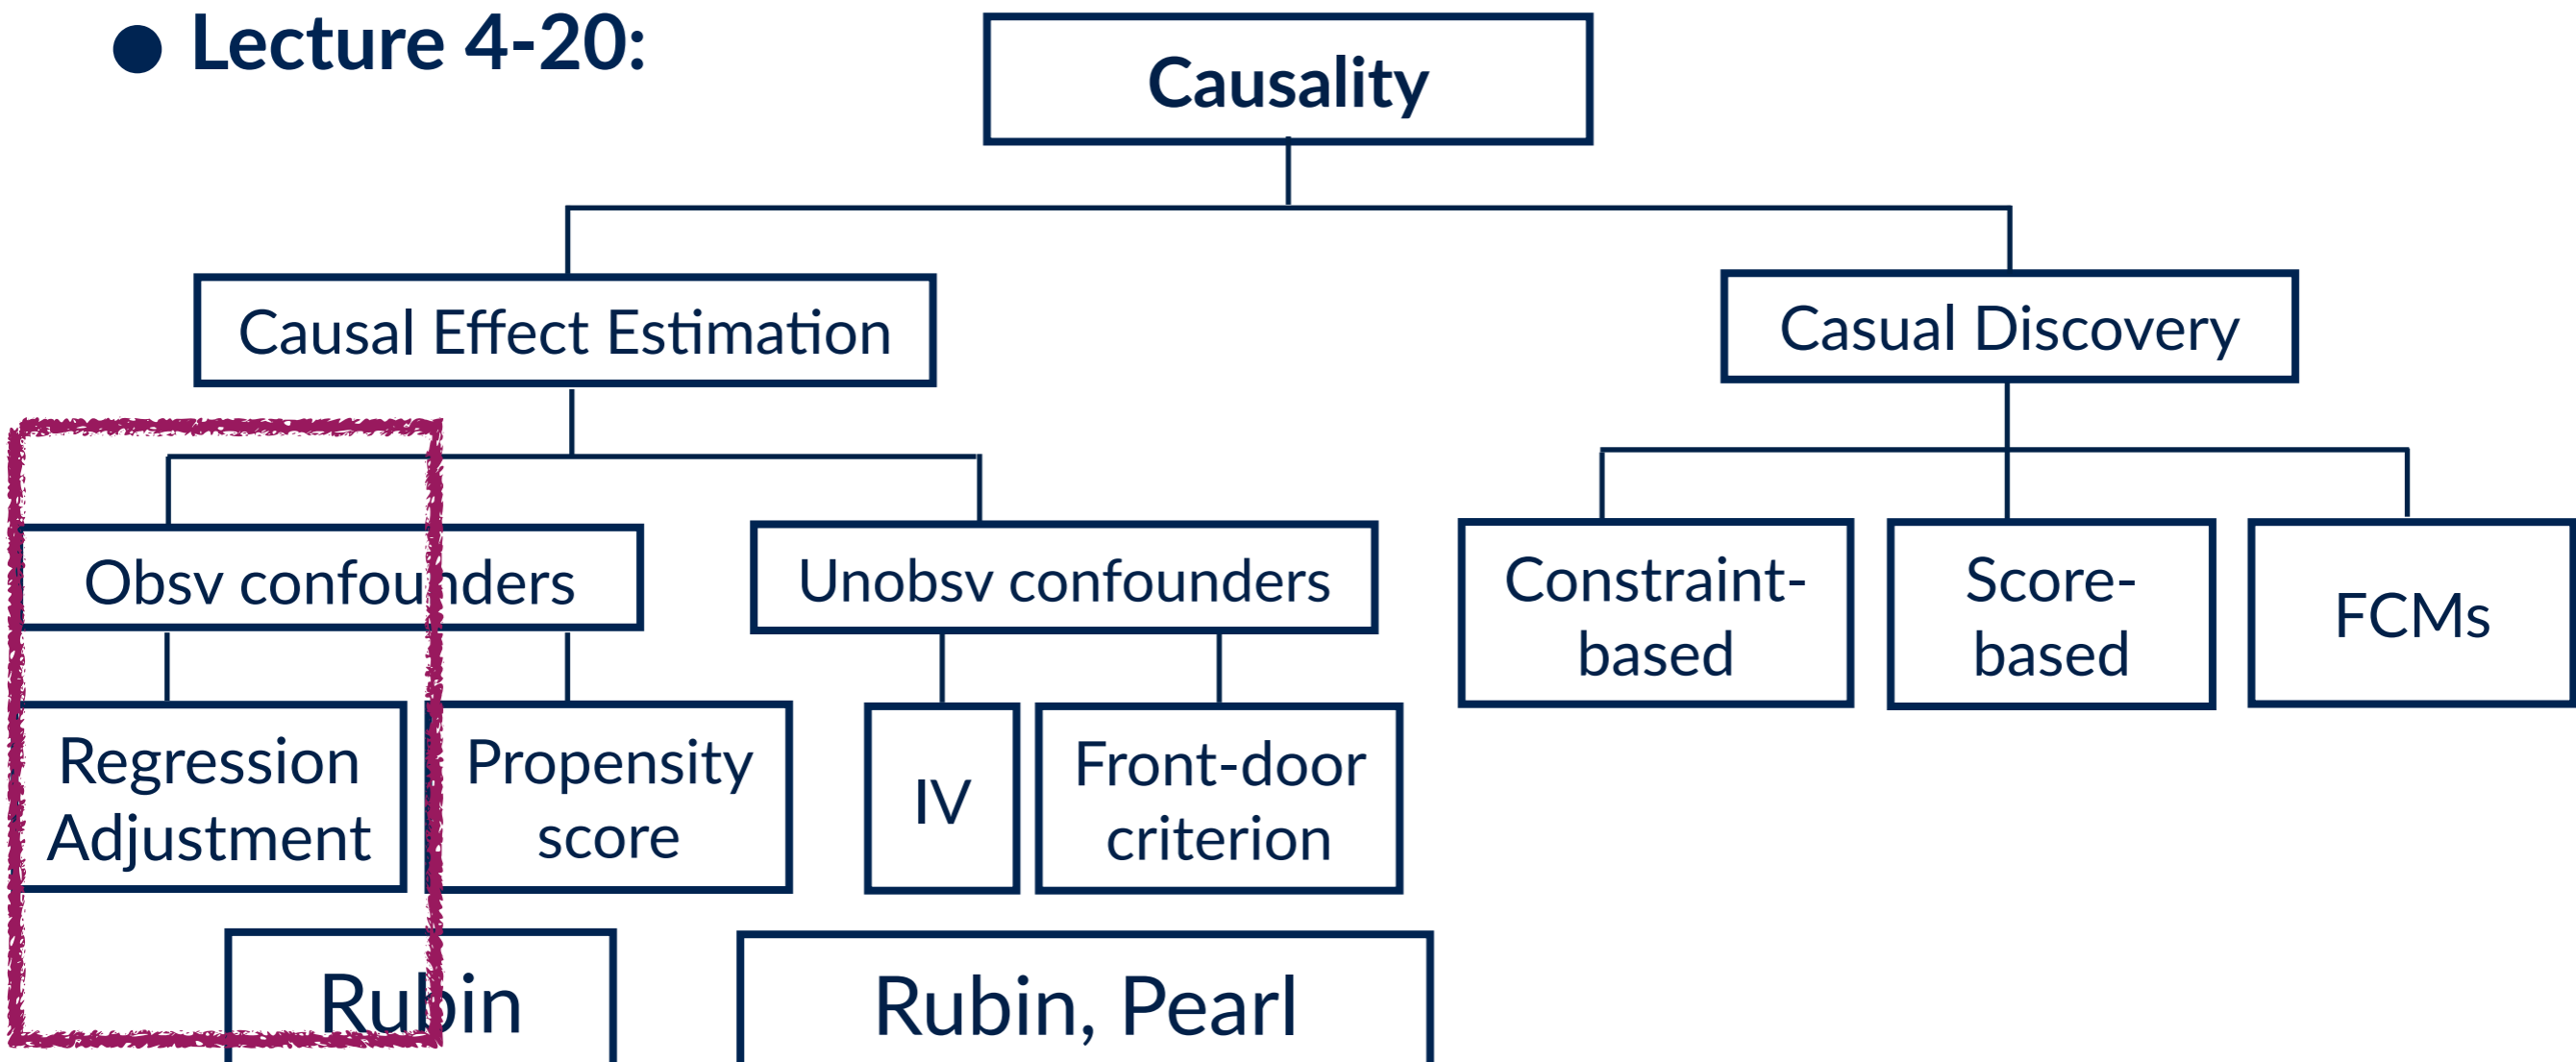 ● Lecture 4-20:
Causality
Causal Effect Estimation
Casual Discovery
Obsv confounders
Unobsv confounders
Constraint-
based
Score-
based
FCMs
Regression
Adjustment
Propensity
score
IV
Front-door
criterion
Rubin
Rubin, Pearl